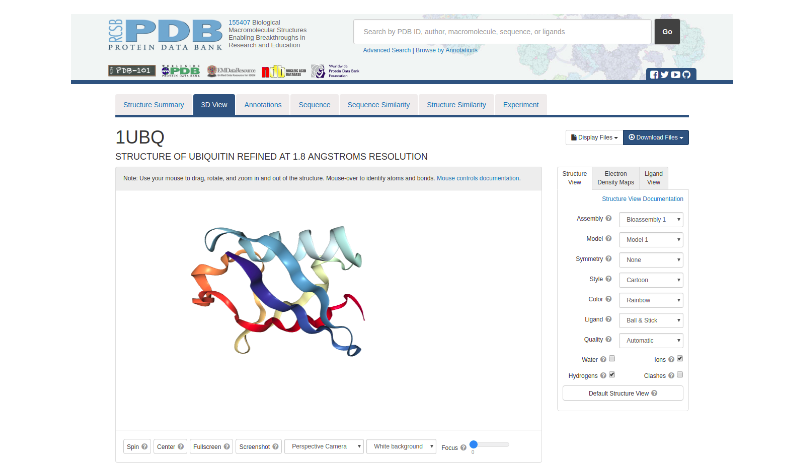 RCSB
PDB
PROTEIN DATA BANK
155407 Biological
Macromolecular Structures
Enabling Breakthroughs in
Research and Education
Search by PDB ID, author, macromolecule, sequence, or ligands
Go
Advanced Search | Browse by Annotations
PDB-101
PDB
EMDataResource
Worldwide
Protein Data Bank
Foundation
Structure Summary
3D View
Annotations
Sequence
Sequence Similarity
Structure Similarity
Experiment
1UBQ
Display Files
Download Files
STRUCTURE OF UBIQUITIN REFINED AT 1.8 ANGSTROMS RESOLUTION
Note: Use your mouse to drag, rotate, and zoom in and out of the structure. Mouse-over to identify atoms and bonds. Mouse controls documentation.
Structure
View
Electron
Density Maps
Ligand
View
Structure View Documentation
Assembly ? Bioassembly 1
Model ? Model 1
Symmetry ? None
Style ? Cartoon
Color ? Rainbow
Ligand ? Ball & Stick
Quality ? Automatic
Water ? Ions ?
Hydrogens ? Clashes ?
Default Structure View ?
Spin ? Center ? Fullscreen ? Screenshot ? Perspective Camera White background Focus ?
0